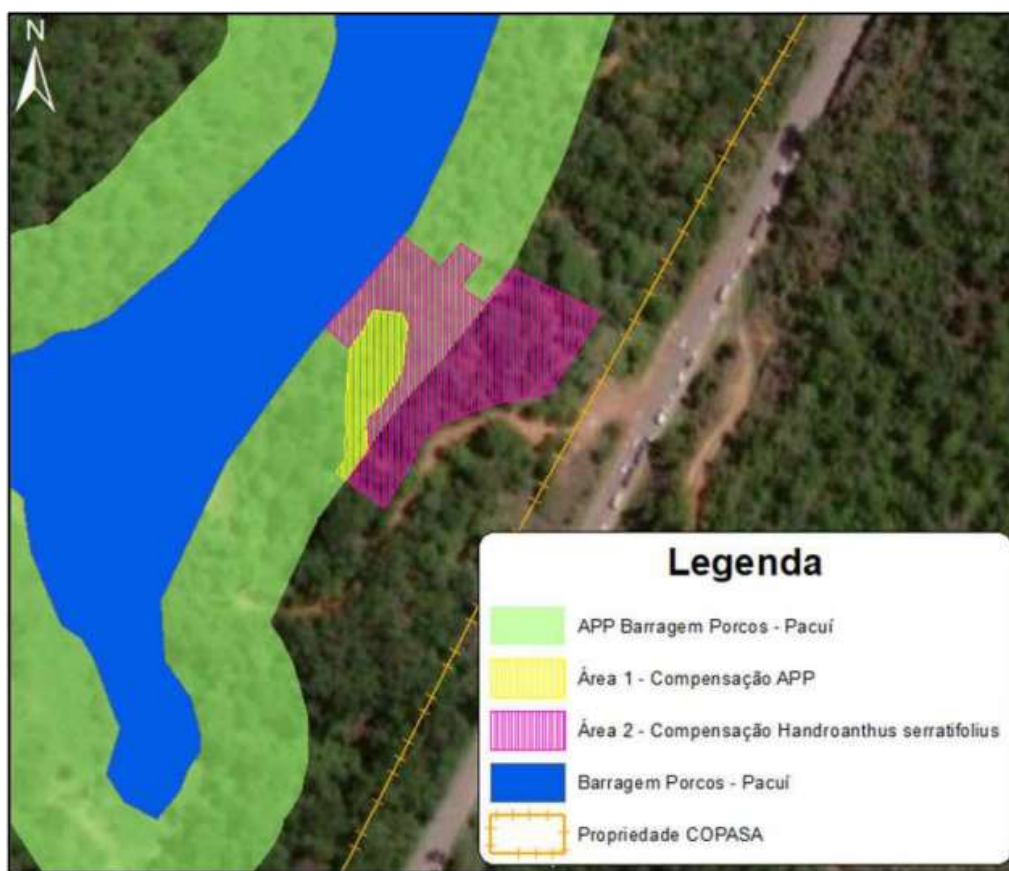 N
Legenda
APP Barragem Porcos - Pacuí
Área 1 - Compensação APP
Área 2 - Compensação Handroanthus serratifolius
Barragem Porcos - Pacuí
Propriedade COPASA